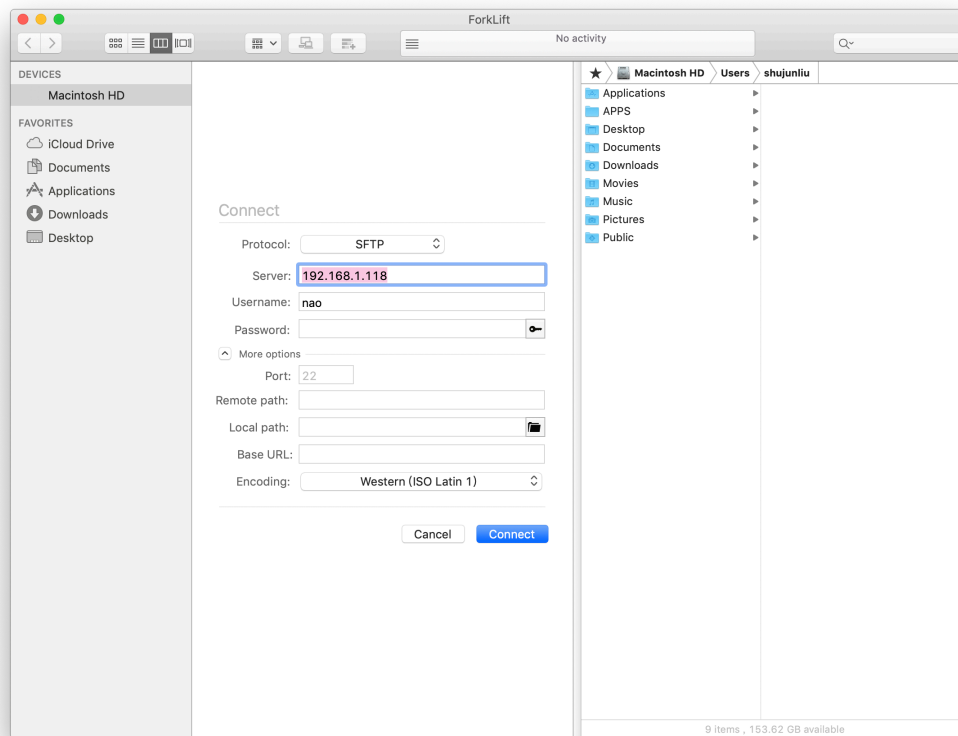 ForkLift
No activity
DEVICES
Macintosh HD
FAVORITES
iCloud Drive
Documents
Applications
Downloads
Desktop
Connect
Protocol: SFTP
Server: 192.168.1.118
Username: nao
Password:
More options
Port: 22
Remote path:
Local path:
Base URL:
Encoding: Western (ISO Latin 1)
Cancel Connect
Macintosh HD Users shujunliu
Applications
APPS
Desktop
Documents
Downloads
Movies
Music
Pictures
Public
9 items , 153.62 GB available